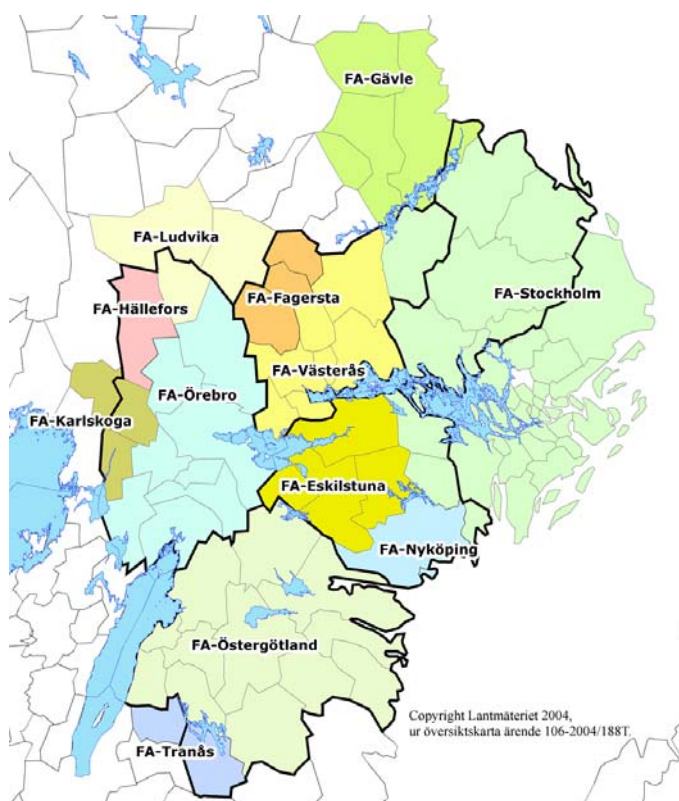 FA-Gävle
FA-Ludvika
FA-Fagersta
FA-Hällefors
FA-Stockholm
FA-Västerås
FA-Örebro
FA-Karlskoga
FA-Eskilstuna
FA-Nyköping
FA-Östergötland
Copyright Lantmäteriet 2004,
ur översiktskarta ärende 106-2004/188T.
FA-Tranås